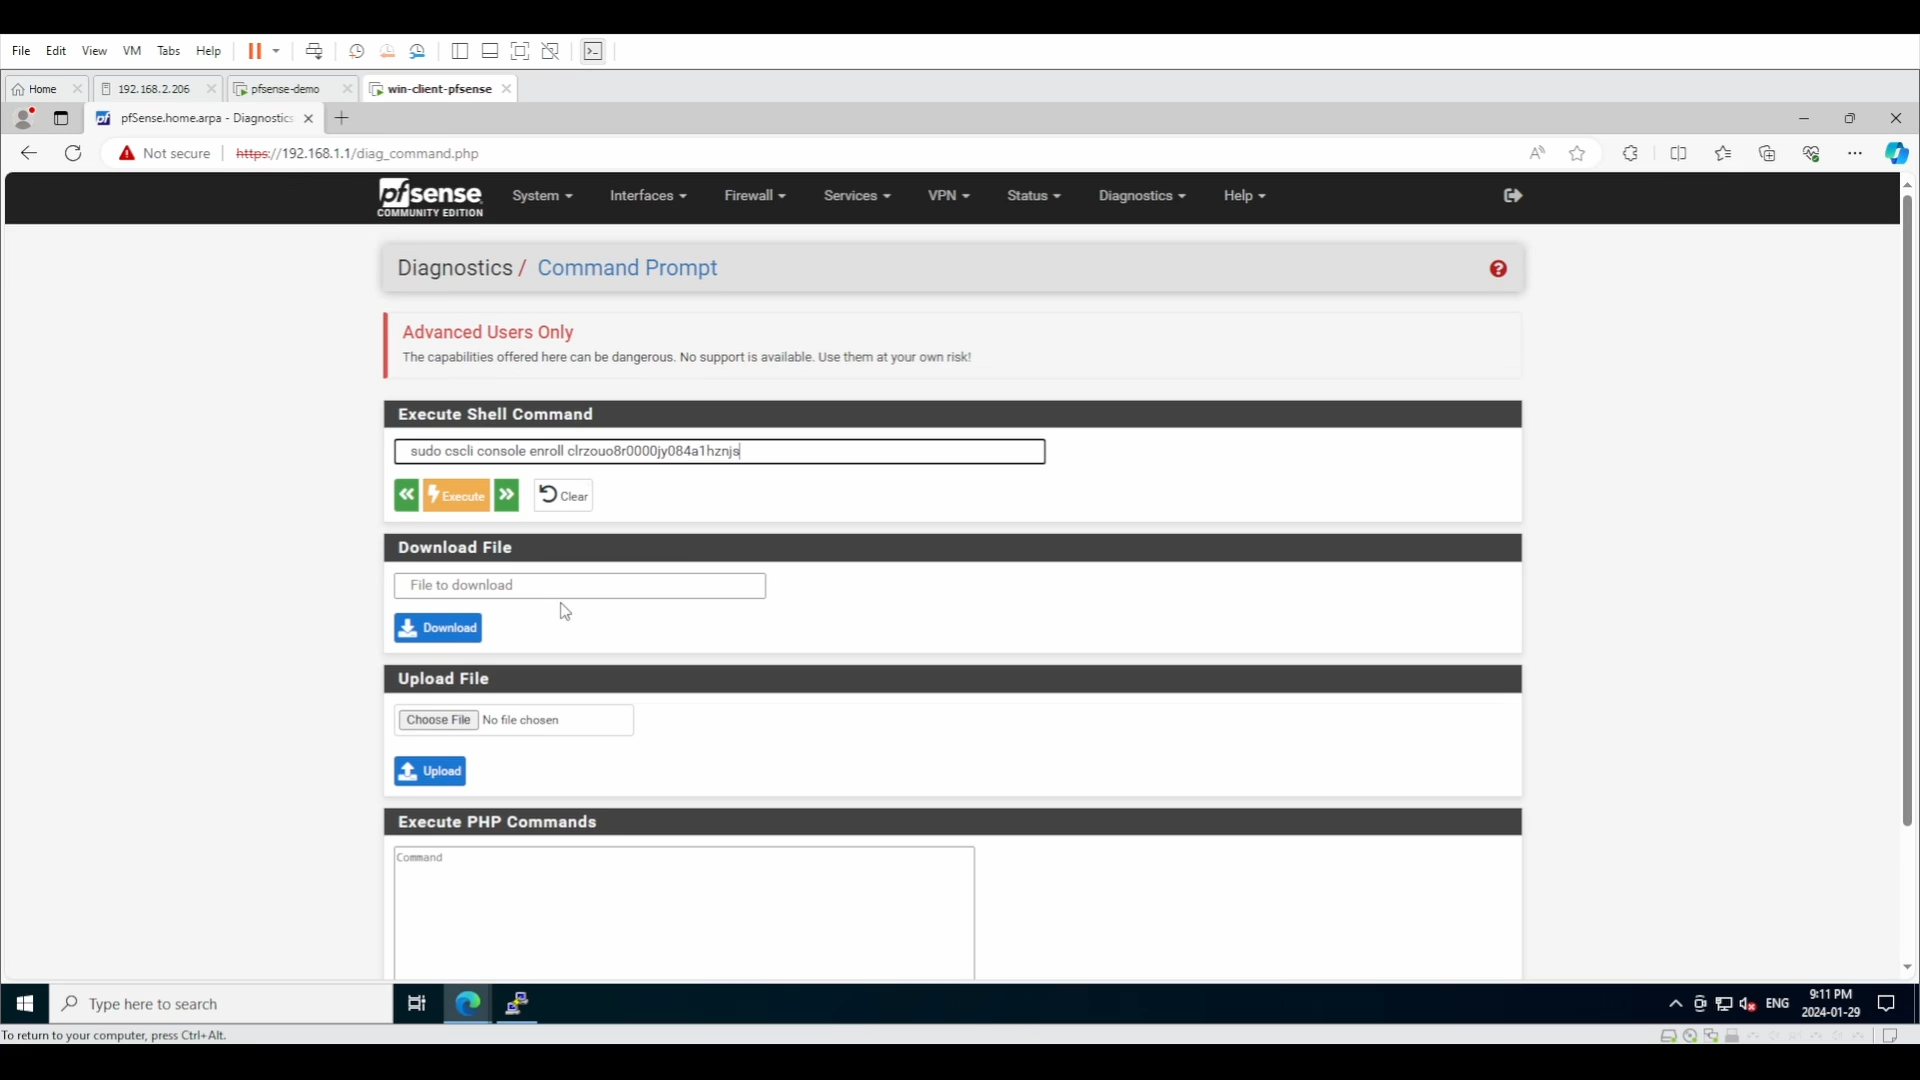 File Edit View VM Tabs Help
Home 192.168.2.206 pfsense-demo win-client-pfsense
pfSense.home.arpa - Diagnostics
Not secure https://192.168.1.1/diag_command.php
pfsense
COMMUNITY EDITION
System Interfaces Firewall Services VPN Status Diagnostics Help
Diagnostics / Command Prompt
Advanced Users Only
The capabilities offered here can be dangerous. No support is available. Use them at your own risk!
Execute Shell Command
sudo cscli console enroll clrzouo8r0000jy084a1hznjs
Execute Clear
Download File
File to download
Download
Upload File
Choose File No file chosen
Upload
Execute PHP Commands
Command
Type here to search
ENG
9:11 PM
2024-01-29
To return to your computer, press Ctrl+Alt.